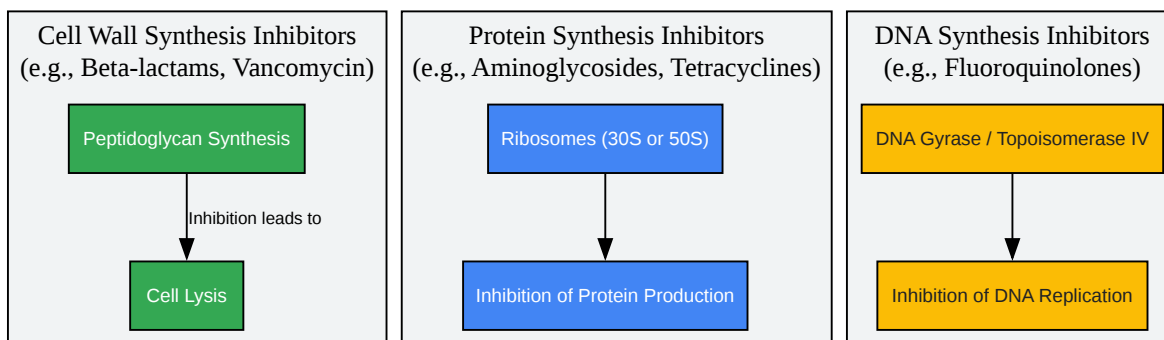 Cell Wall Synthesis Inhibitors
(e.g., Beta-lactams, Vancomycin)
Peptidoglycan Synthesis
Inhibition leads to
Cell Lysis
Protein Synthesis Inhibitors
(e.g., Aminoglycosides, Tetracyclines)
Ribosomes (30S or 50S)
Inhibition of Protein Production
DNA Synthesis Inhibitors
(e.g., Fluoroquinolones)
DNA Gyrase / Topoisomerase IV
Inhibition of DNA Replication